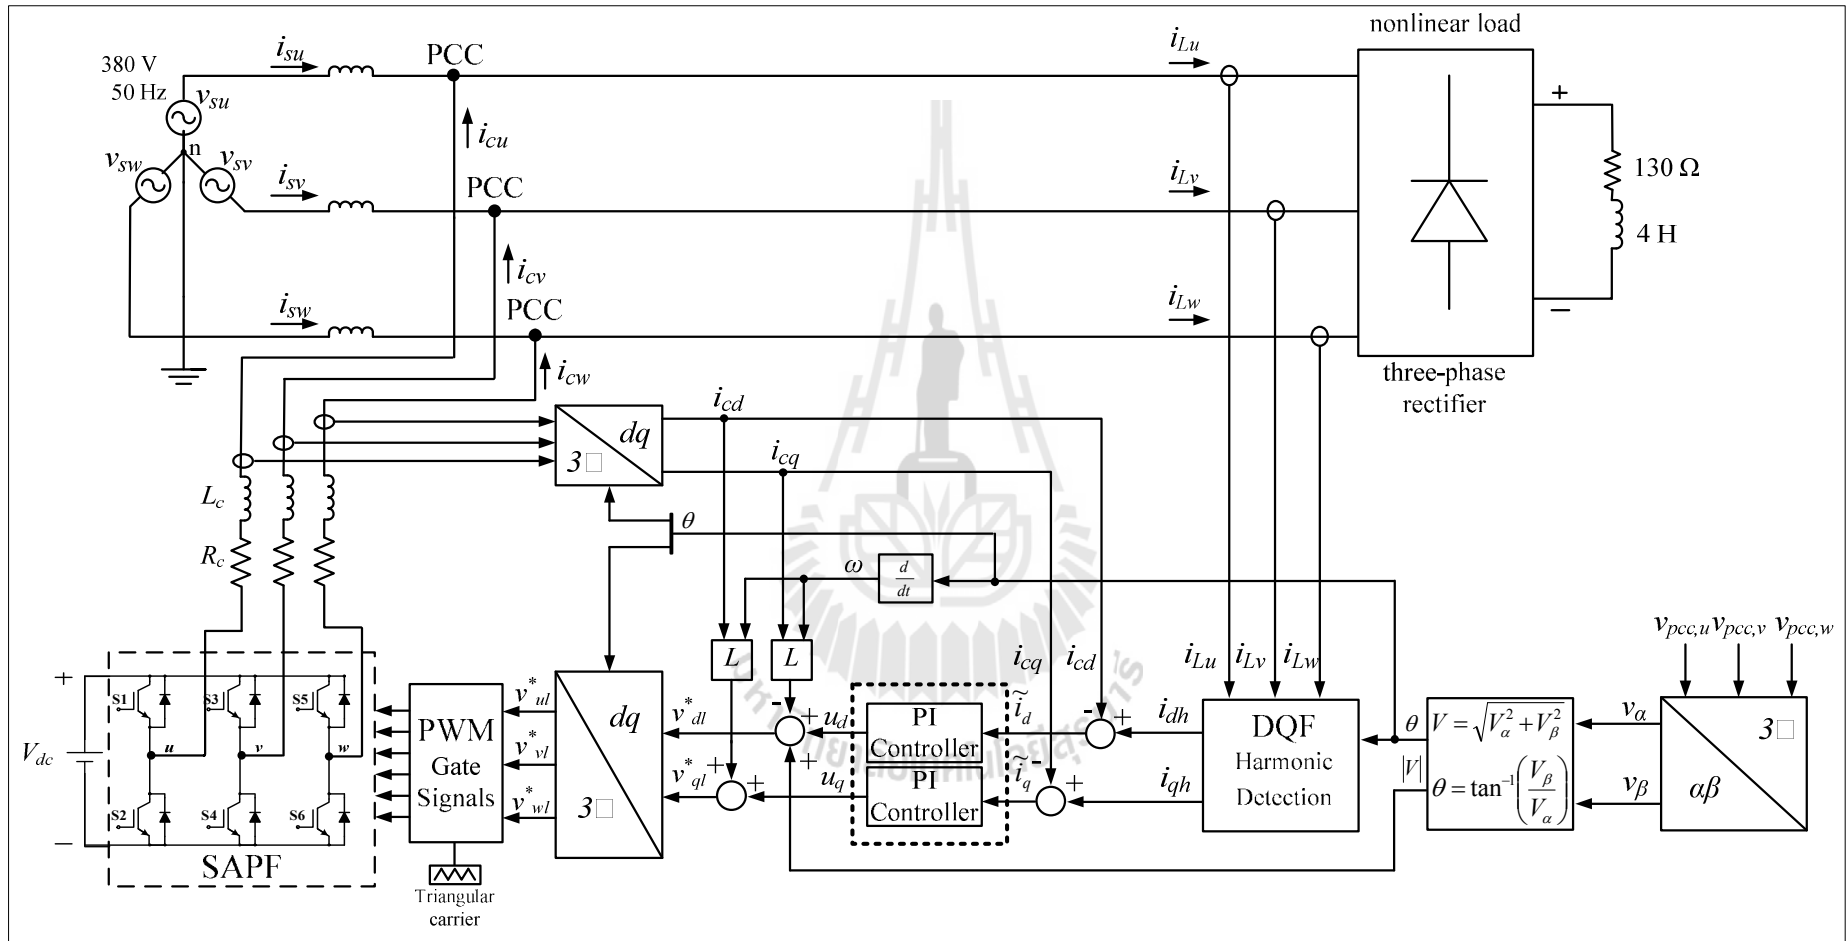 nonlinear load
380 V
50 Hz
i_su
PCC
i_Lu
v_su
n
v_sw
v_sv
i_cu
i_sv
PCC
i_Lv
+
130 Ω
4 H
i_cv
i_sw
PCC
i_Lw
−
i_cw
three-phase
rectifier
i_cd
dq
3□
i_cq
L_c
R_c
θ
ω
d
dt
L
L
i_cq
i_cd
i_Lu
i_Lv
i_Lw
v_pcc,u
v_pcc,v
v_pcc,w
+
V_dc
−
S1
S3
S5
u
v
w
S2
S4
S6
SAPF
PWM
Gate
Signals
Triangular
carrier
v*_ul
v*_vl
v*_wl
dq
3□
v*_dl
v*_ql
-
+
+
+
+
u_d
u_q
PI
Controller
PI
Controller
ĩ_d
ĩ_q
-
+
-
+
i_dh
i_qh
DQF
Harmonic
Detection
θ
|V|
V = √(V_α^2 + V_β^2)
θ = tan^-1(V_β/V_α)
v_α
v_β
3□
αβ